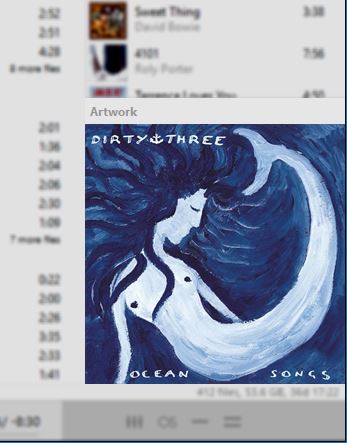 2:52
2:51
4:28
8 more files
Sweet Thing
3:38
David Bowie
4101
7:56
Roly Porter
Terrence Loves You
4:50
Artwork
DIRTY THREE
2:01
1:36
2:04
2:06
2:30
1:09
7 more files
0:22
2:00
2:26
3:35
2:33
1:41
OCEAN SONGS
412 files, 53.6 GB, 36d 17:22
-8:30